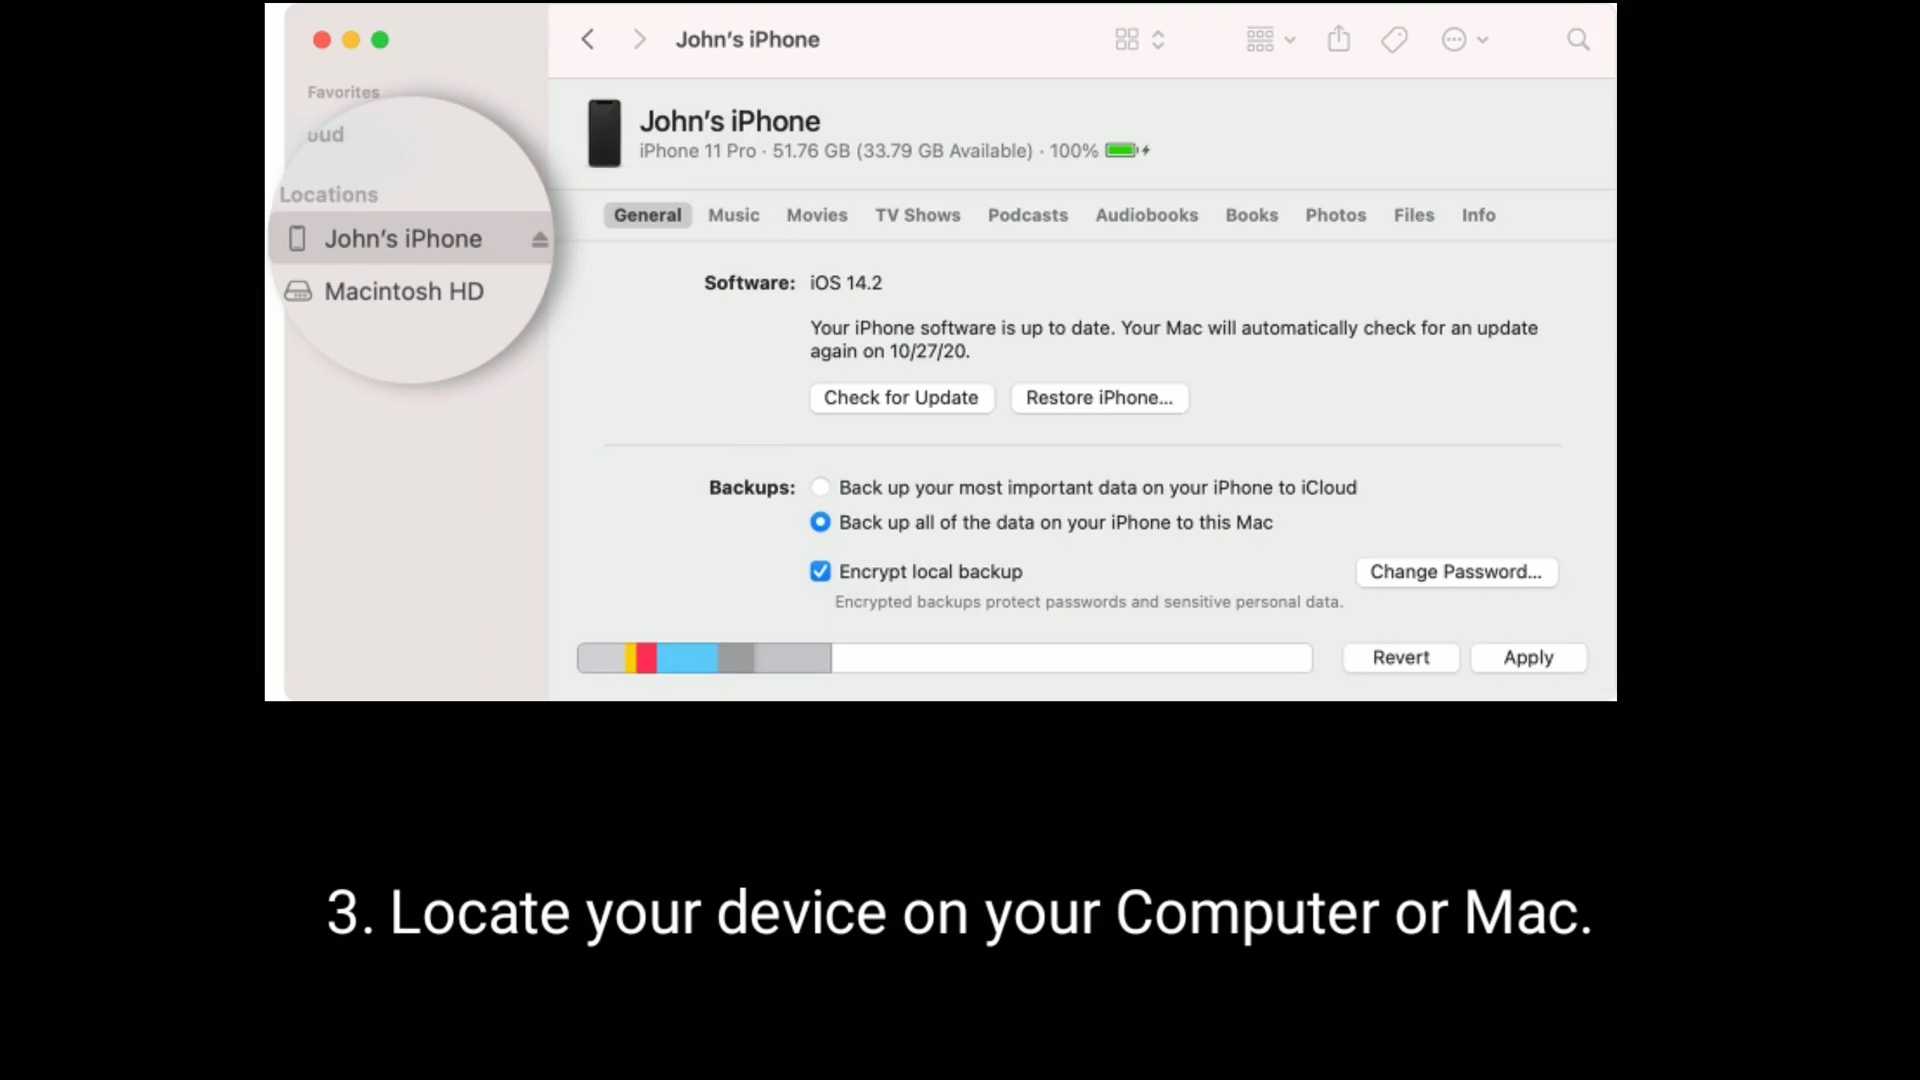 John's iPhone
Favorites
oud
Locations
John's iPhone
Macintosh HD
John's iPhone
iPhone 11 Pro · 51.76 GB (33.79 GB Available) · 100%
General Music Movies TV Shows Podcasts Audiobooks Books Photos Files Info
Software: iOS 14.2
Your iPhone software is up to date. Your Mac will automatically check for an update
again on 10/27/20.
Check for Update Restore iPhone...
Backups: Back up your most important data on your iPhone to iCloud
Back up all of the data on your iPhone to this Mac
Encrypt local backup Change Password...
Encrypted backups protect passwords and sensitive personal data.
Revert Apply
3. Locate your device on your Computer or Mac.